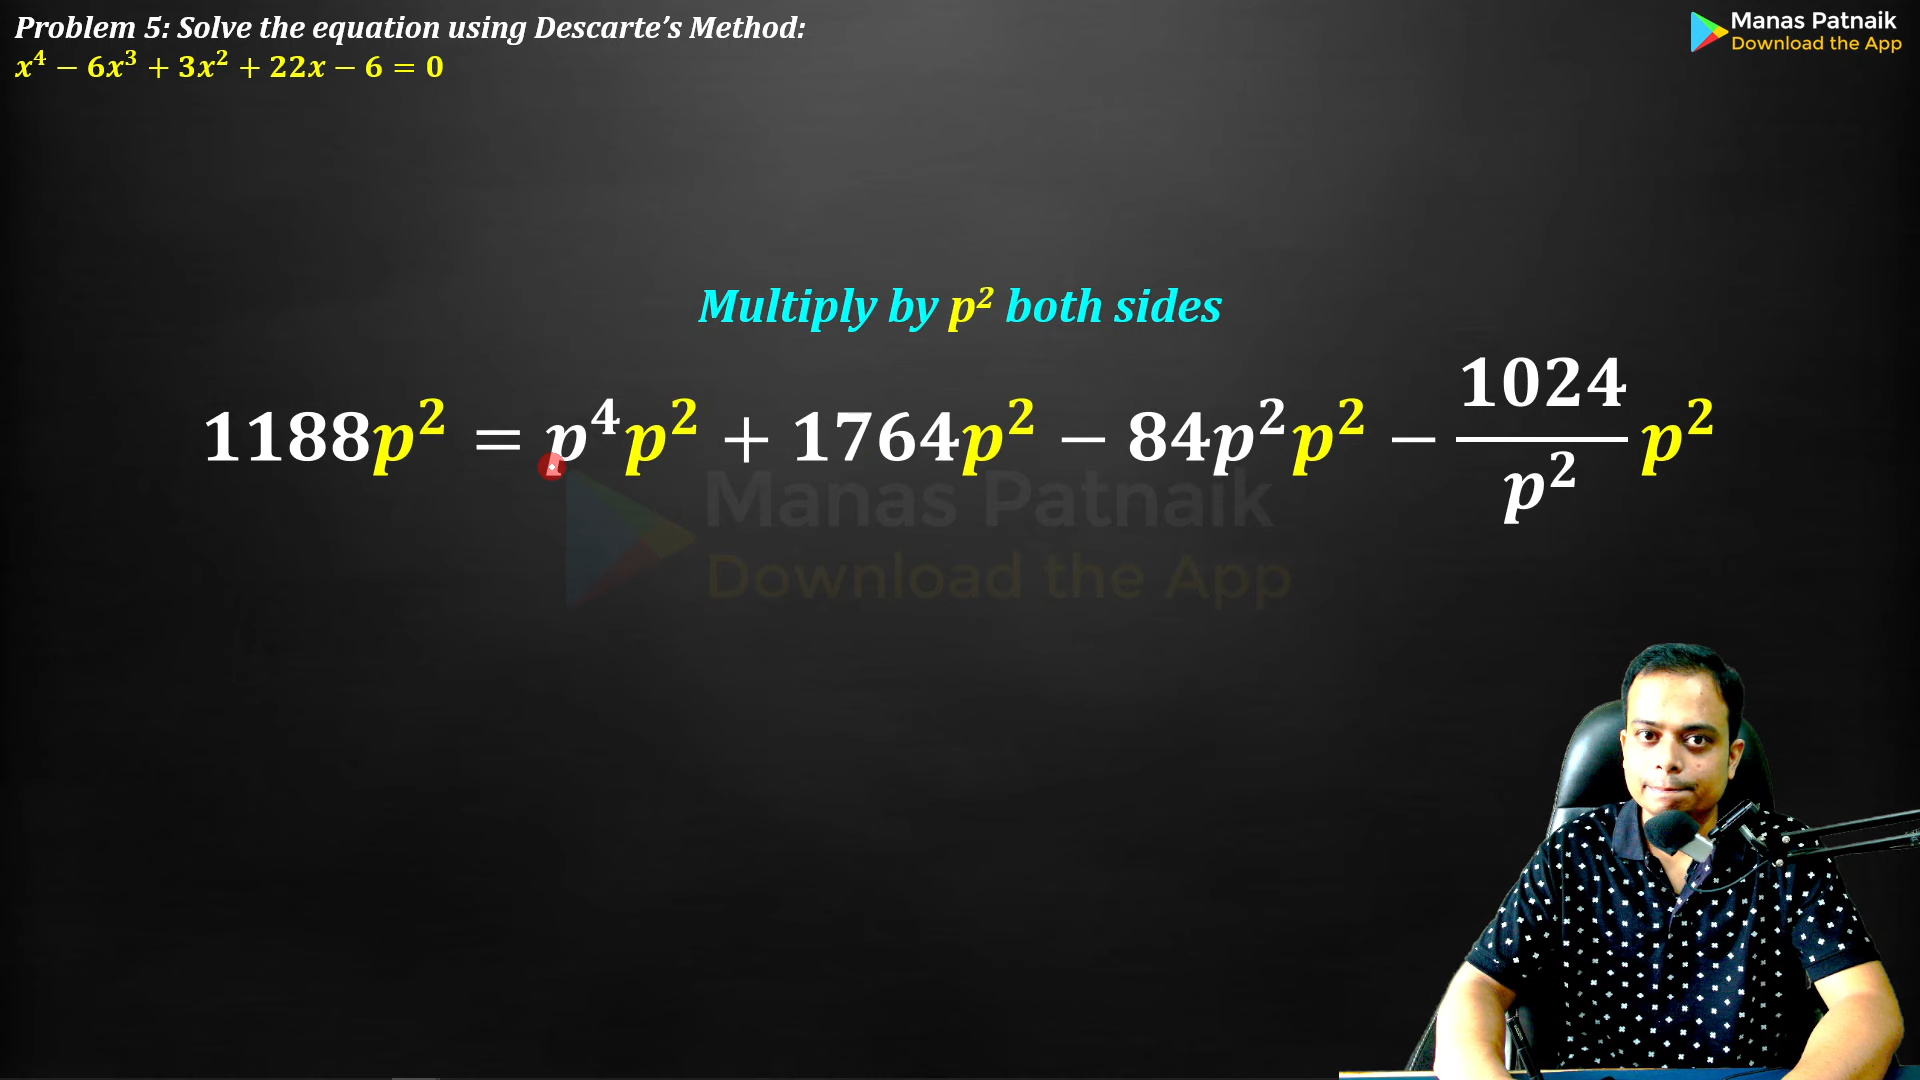 Problem 5: Solve the equation using Descarte's Method:
x⁴ − 6x³ + 3x² + 22x − 6 = 0
Manas Patnaik
Download the App
Multiply by p² both sides
1188p² = p⁴p² + 1764p² − 84p²p² − 1024/p² p²
Manas Patnaik
Download the App